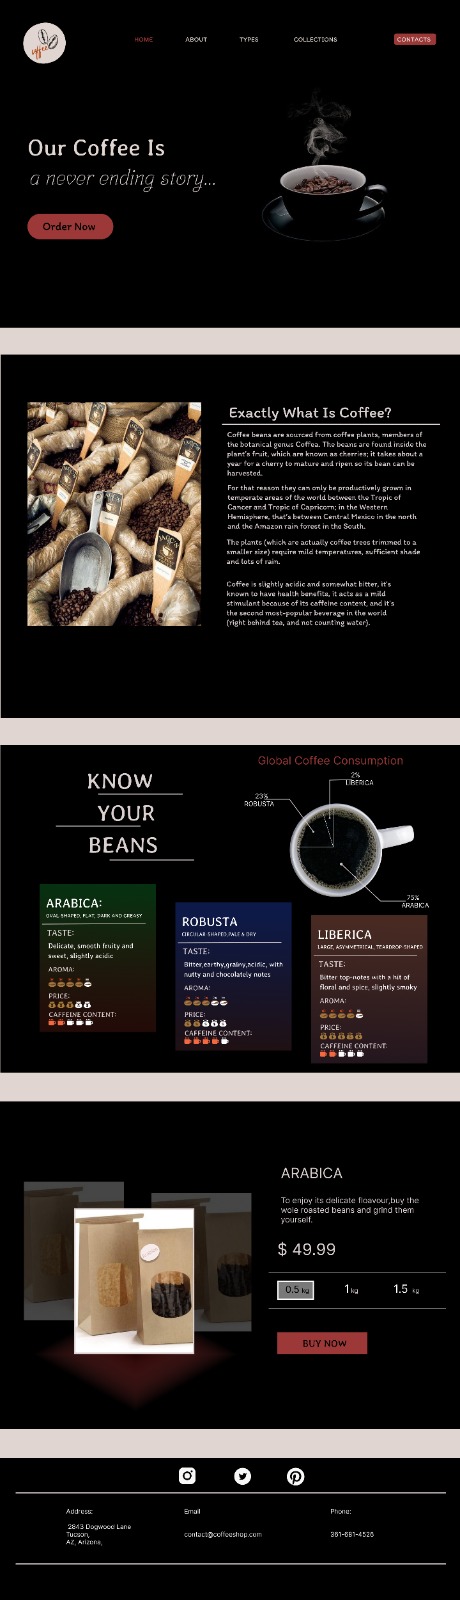 coffee
HOME
ABOUT
TYPES
COLLECTIONS
CONTACTS
Our Coffee Is
a never ending story...
Order Now
Exactly What Is Coffee?
Coffee beans are sourced from coffee plants, members of
the botanical genus Coffea. The beans are found inside the
plant's fruit, which are known as cherries; it takes about a
year for a cherry to mature and ripen so its bean can be
harvested.
For that reason they can only be productively grown in
temperate areas of the world between the Tropic of
Cancer and Tropic of Capricorn; in the Western
Hemisphere, that's between Central Mexico in the north
and the Amazon rain forest in the South.
The plants (which are actually coffee trees trimmed to a
smaller size) require mild temperatures, sufficient shade
and lots of rain.
Coffee is slightly acidic and somewhat bitter, it's
known to have health benefits, it acts as a mild
stimulant because of its caffeine content, and it's
the second most-popular beverage in the world
(right behind tea, and not counting water).
KNOW
YOUR
BEANS
Global Coffee Consumption
2%
LIBERICA
23%
ROBUSTA
75%
ARABICA
ARABICA:
OVAL SHAPED, FLAT, DARK AND GREASY
TASTE:
Delicate, smooth fruity and
sweet, slightly acidic
AROMA:
PRICE:
CAFFEINE CONTENT:
ROBUSTA
CIRCULAR SHAPED,PALE & DRY
TASTE:
Bitter,earthy,grainy,acidic, with
nutty and chocolately notes
AROMA:
PRICE:
CAFFEINE CONTENT:
LIBERICA
LARGE, ASYMMETRICAL, TEARDROP-SHAPED
TASTE:
Bitter top-notes with a hit of
floral and spice, slightly smoky
AROMA:
PRICE:
CAFFEINE CONTENT:
ARABICA
To enjoy its delicate floavour,buy the
wole roasted beans and grind them
yourself.
$ 49.99
0.5 kg
1 kg
1.5 kg
BUY NOW
Address:
2843 Dogwood Lane
Tucson,
AZ, Arizona,
Email
contact@coffeeshop.com
Phone:
361-681-4526